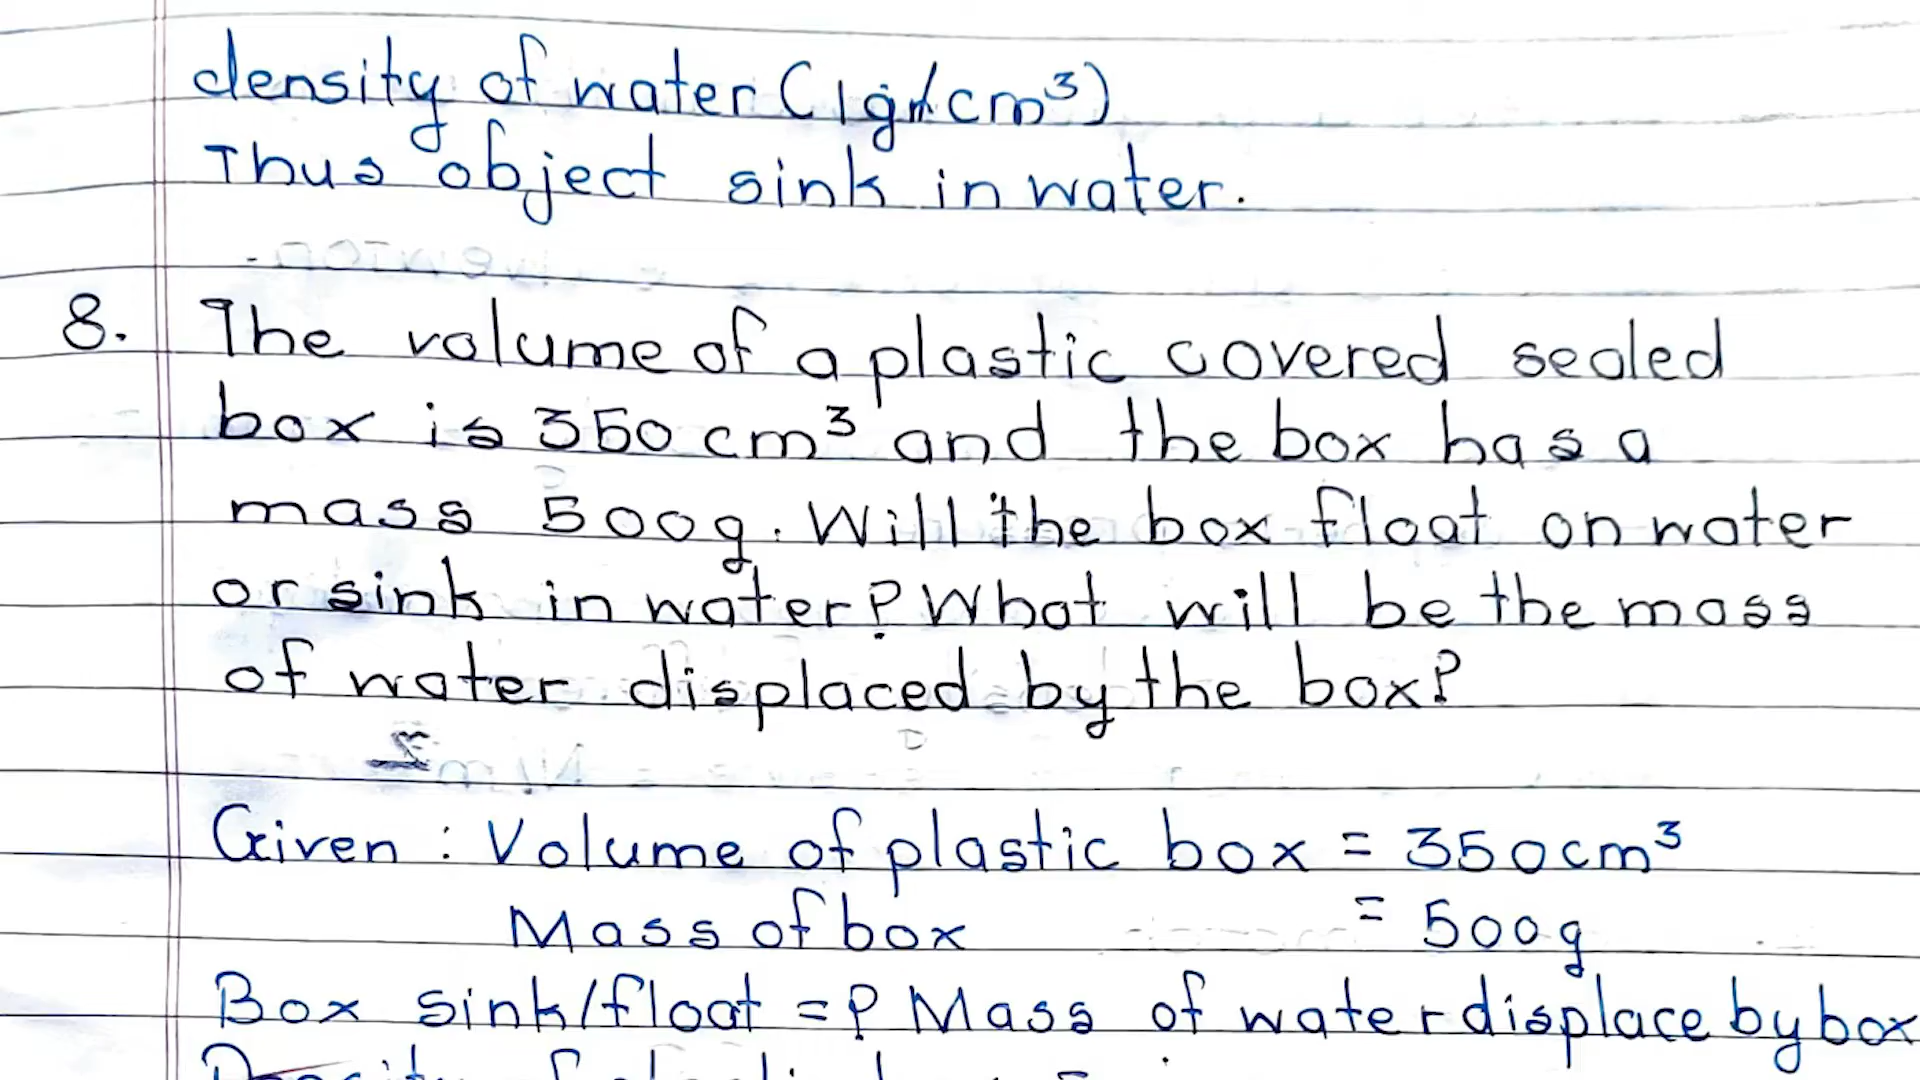 density of water (1g/cm³)
Thus object sink in water.
8. The volume of a plastic covered sealed
box is 350 cm³ and the box has a
mass 500g. Will the box float on water
or sink in water? What will be the mass
of water displaced by the box?
Given : Volume of plastic box = 350cm³
Mass of box = 500g
Box sink/float = ? Mass of water displace by box